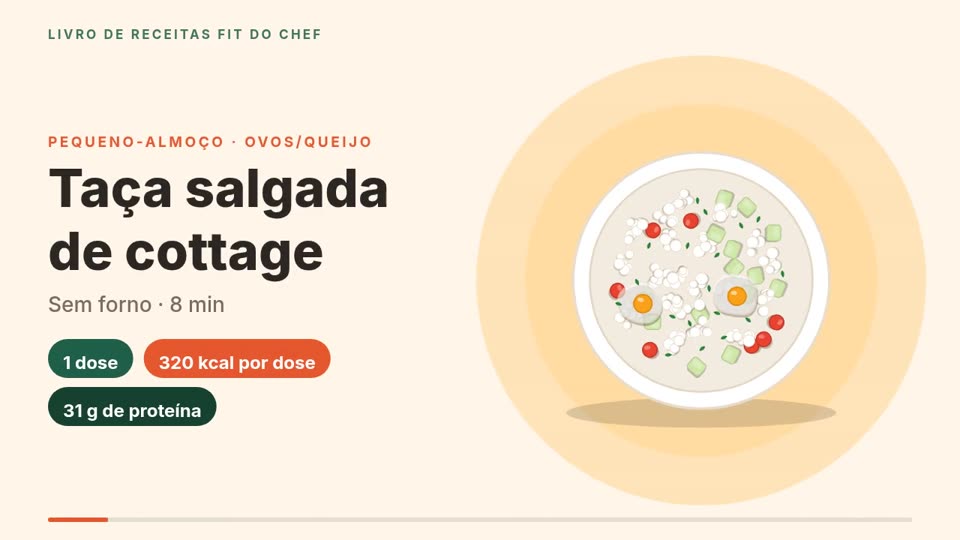 LIVRO DE RECEITAS FIT DO CHEF
PEQUENO-ALMOÇO · OVOS/QUEIJO
Taça salgada
de cottage
Sem forno · 8 min
1 dose
320 kcal por dose
31 g de proteína